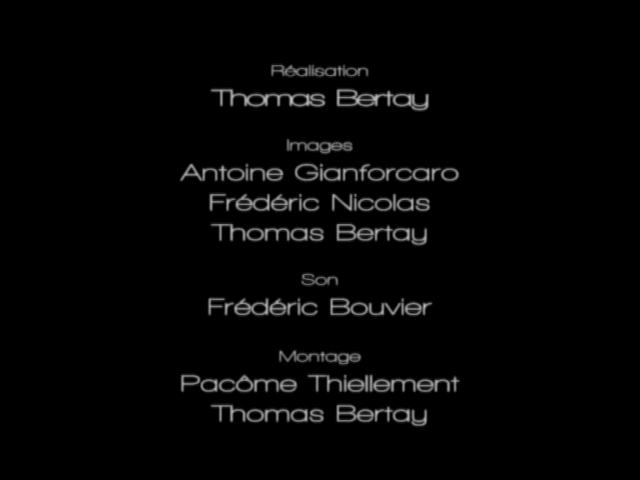 Réalisation
Thomas Bertay
Images
Antoine Gianforcaro
Frédéric Nicolas
Thomas Bertay
Son
Frédéric Bouvier
Montage
Pacôme Thiellement
Thomas Bertay